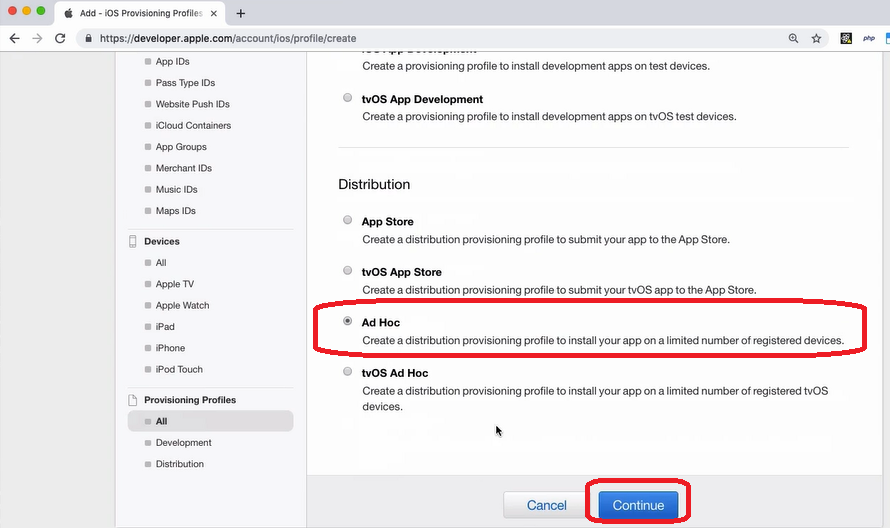 Add - iOS Provisioning Profiles
https://developer.apple.com/account/ios/profile/create
php
App IDs
Pass Type IDs
Website Push IDs
iCloud Containers
App Groups
Merchant IDs
Music IDs
Maps IDs
Devices
All
Apple TV
Apple Watch
iPad
iPhone
iPod Touch
Provisioning Profiles
All
Development
Distribution
iOS App Development
Create a provisioning profile to install development apps on test devices.
tvOS App Development
Create a provisioning profile to install development apps on tvOS test devices.
Distribution
App Store
Create a distribution provisioning profile to submit your app to the App Store.
tvOS App Store
Create a distribution provisioning profile to submit your tvOS app to the App Store.
Ad Hoc
Create a distribution provisioning profile to install your app on a limited number of registered devices.
tvOS Ad Hoc
Create a distribution provisioning profile to install your app on a limited number of registered tvOS
devices.
Cancel
Continue